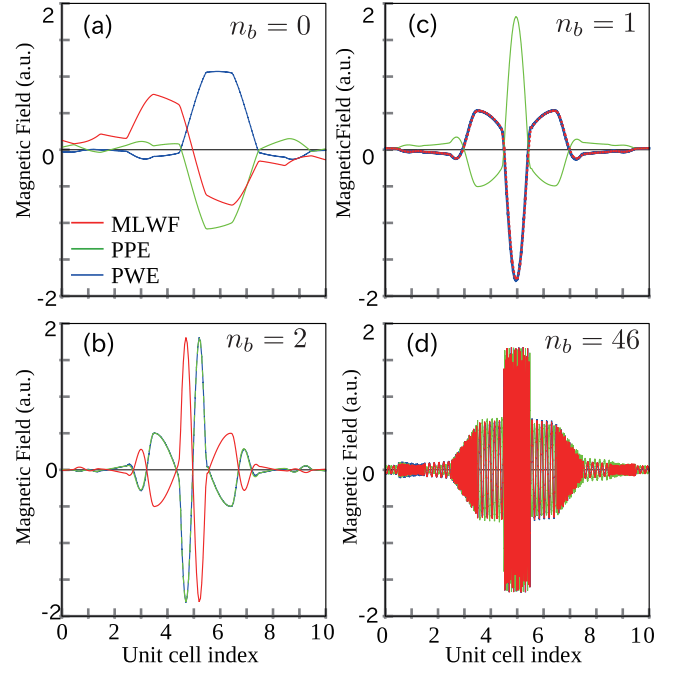 2
(a)
n_b = 0
0
-2
Magnetic Field (a.u.)
MLWF
PPE
PWE
2
(c)
n_b = 1
0
-2
MagneticField (a.u.)
2
(b)
n_b = 2
0
-2
Magnetic Field (a.u.)
0 2 4 6 8 10
Unit cell index
2
(d)
n_b = 46
0
-2
Magnetic Field (a.u.)
0 2 4 6 8 10
Unit cell index